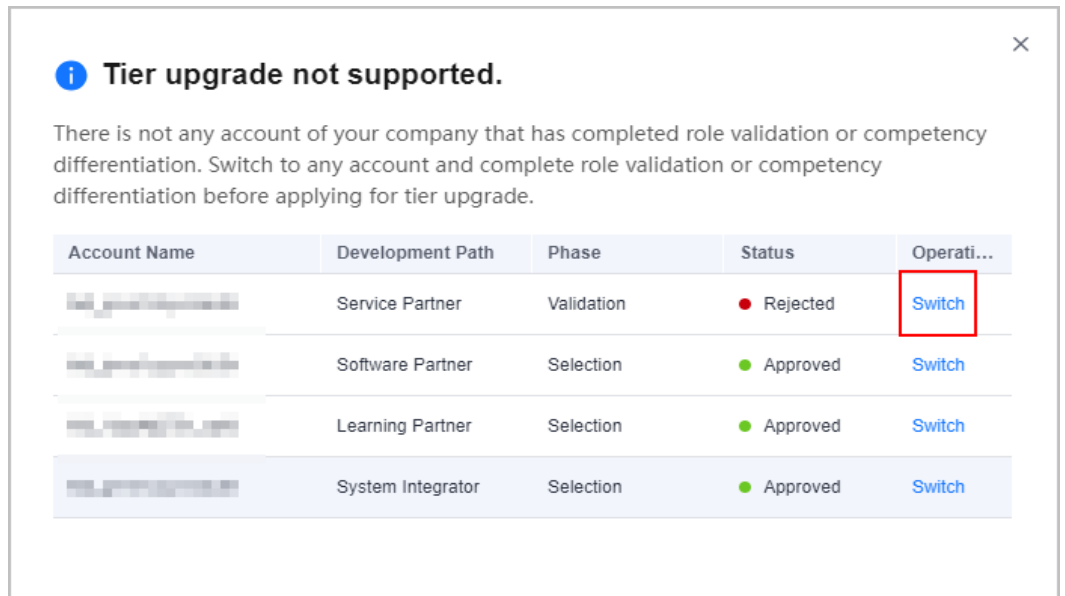 Tier upgrade not supported.
There is not any account of your company that has completed role validation or competency
differentiation. Switch to any account and complete role validation or competency
differentiation before applying for tier upgrade.
Account Name Development Path Phase Status Operati...
Service Partner Validation Rejected Switch
Software Partner Selection Approved Switch
Learning Partner Selection Approved Switch
System Integrator Selection Approved Switch